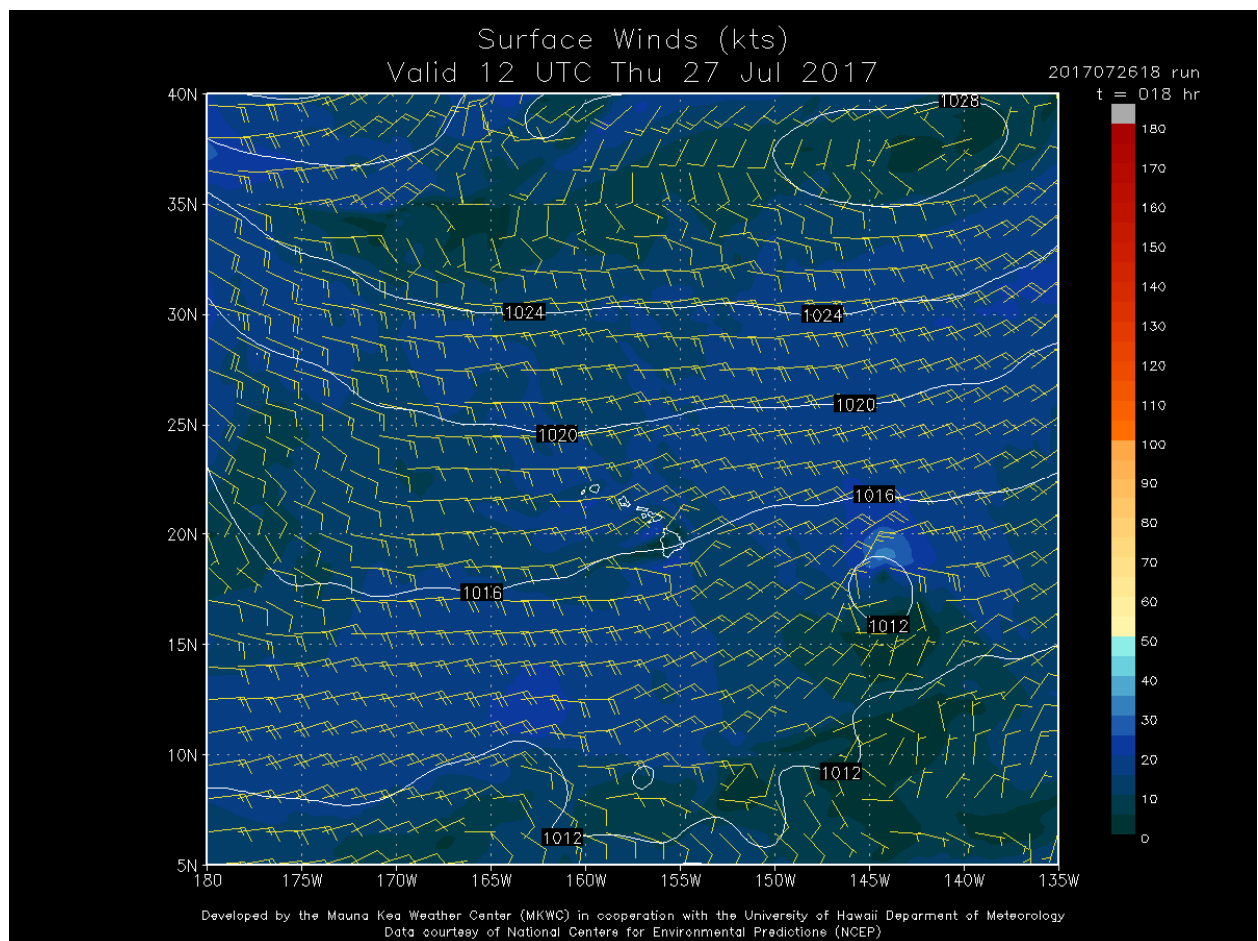 Surface Winds (kts)
Valid 12 UTC Thu 27 Jul 2017
2017072618 run
t = 018 hr
40N
1028
180
170
35N
160
150
140
1024
1024
30N
130
120
110
1020
1020
25N
100
90
1016
80
20N
70
1016
60
1012
15N
50
40
30
10N
1012
20
10
1012
0
5N
180
175W
170W
165W
160W
155W
150W
145W
140W
135W
Developed by the Mauna Kea Weather Center (MKWC) in cooperation with the University of Hawaii Deparment of Meteorology
Data courtesy of National Centers for Environmental Predictions (NCEP)